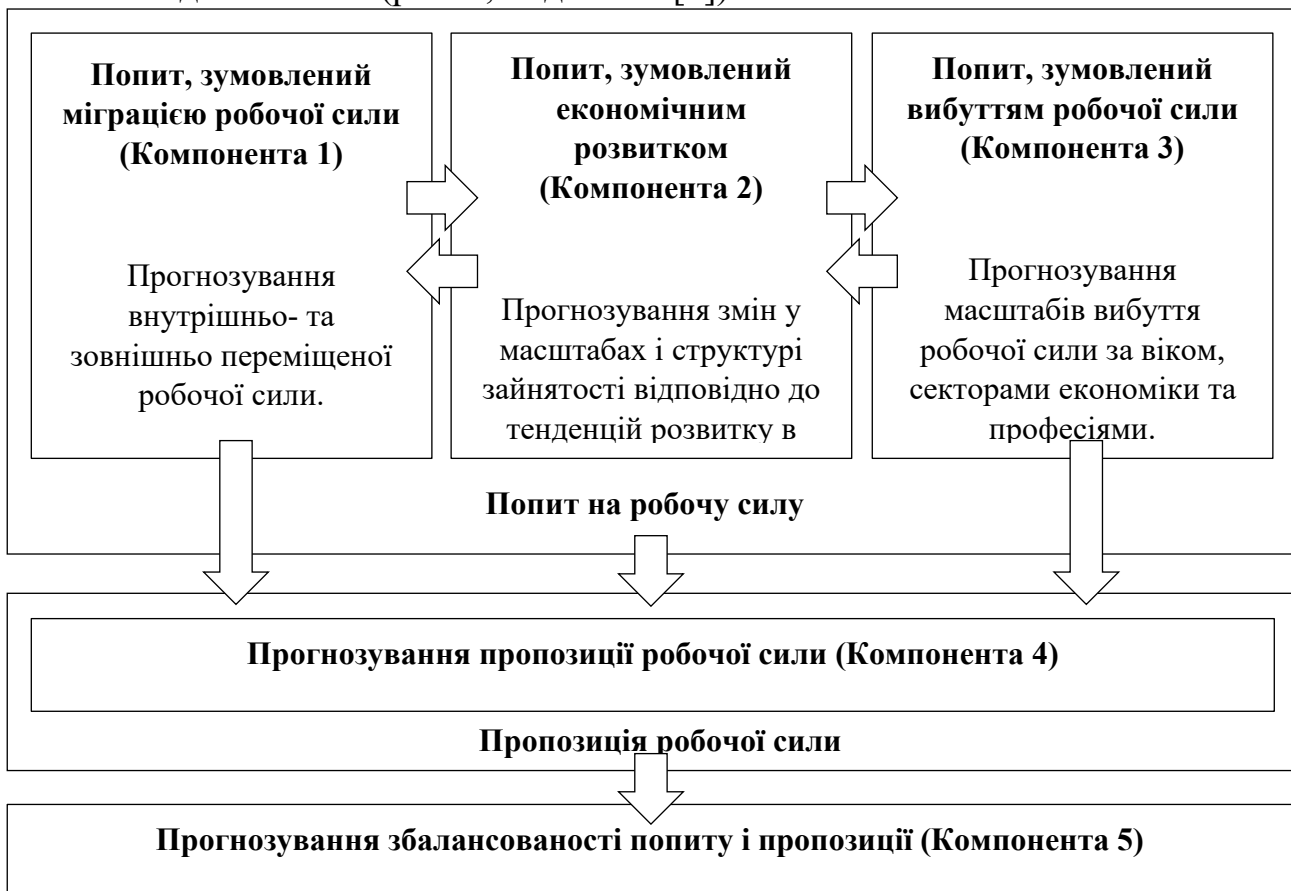 Попит, зумовлений
міграцією робочої сили
(Компонента 1)
Прогнозування
внутрішньо- та
зовнішньо переміщеної
робочої сили.
Попит, зумовлений
економічним
розвитком
(Компонента 2)
Прогнозування змін у
масштабах і структурі
зайнятості відповідно до
тенденцій розвитку в
Попит, зумовлений
вибуттям робочої сили
(Компонента 3)
Прогнозування
масштабів вибуття
робочої сили за віком,
секторами економіки та
професіями.
Попит на робочу силу
Прогнозування пропозиції робочої сили (Компонента 4)
Пропозиція робочої сили
Прогнозування збалансованості попиту і пропозиції (Компонента 5)